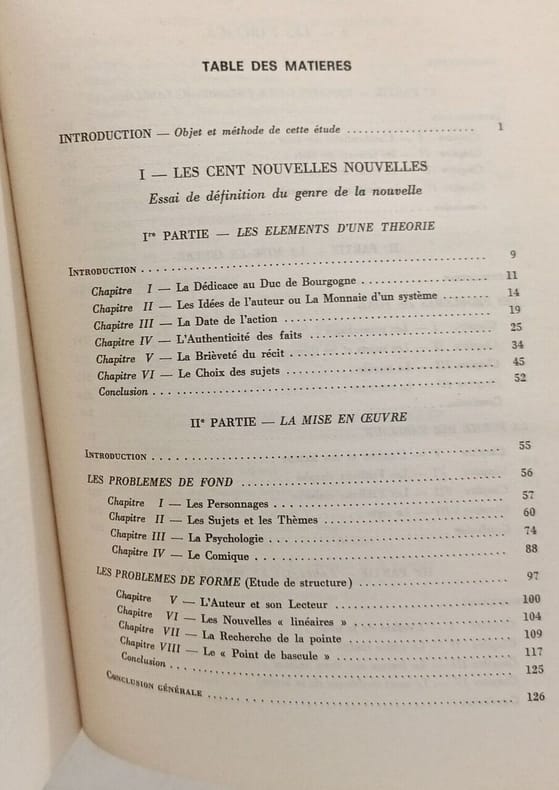 TABLE DES MATIERES
INTRODUCTION — Objet et méthode de cette étude ...................... 1
I — LES CENT NOUVELLES NOUVELLES
Essai de définition du genre de la nouvelle
Ire PARTIE — LES ELEMENTS D'UNE THEORIE
INTRODUCTION ...................... 9
Chapitre I — La Dédicace au Duc de Bourgogne ...................... 11
Chapitre II — Les Idées de l'auteur ou La Monnaie d'un système ........... 14
Chapitre III — La Date de l'action ...................... 19
Chapitre IV — L'Authenticité des faits ...................... 25
Chapitre V — La Brièveté du récit ...................... 34
Chapitre VI — Le Choix des sujets ...................... 45
Conclusion ...................... 52
IIe PARTIE — LA MISE EN ŒUVRE
INTRODUCTION ...................... 55
LES PROBLEMES DE FOND ...................... 56
Chapitre I — Les Personnages ...................... 57
Chapitre II — Les Sujets et les Thèmes ...................... 60
Chapitre III — La Psychologie ...................... 74
Chapitre IV — Le Comique ...................... 88
LES PROBLEMES DE FORME (Etude de structure) ...................... 97
Chapitre V — L'Auteur et son Lecteur ...................... 100
Chapitre VI — Les Nouvelles « linéaires » ...................... 104
Chapitre VII — La Recherche de la pointe ...................... 109
Chapitre VIII — Le « Point de bascule » ...................... 117
Conclusion ...................... 125
CONCLUSION GÉNÉRALE ...................... 126